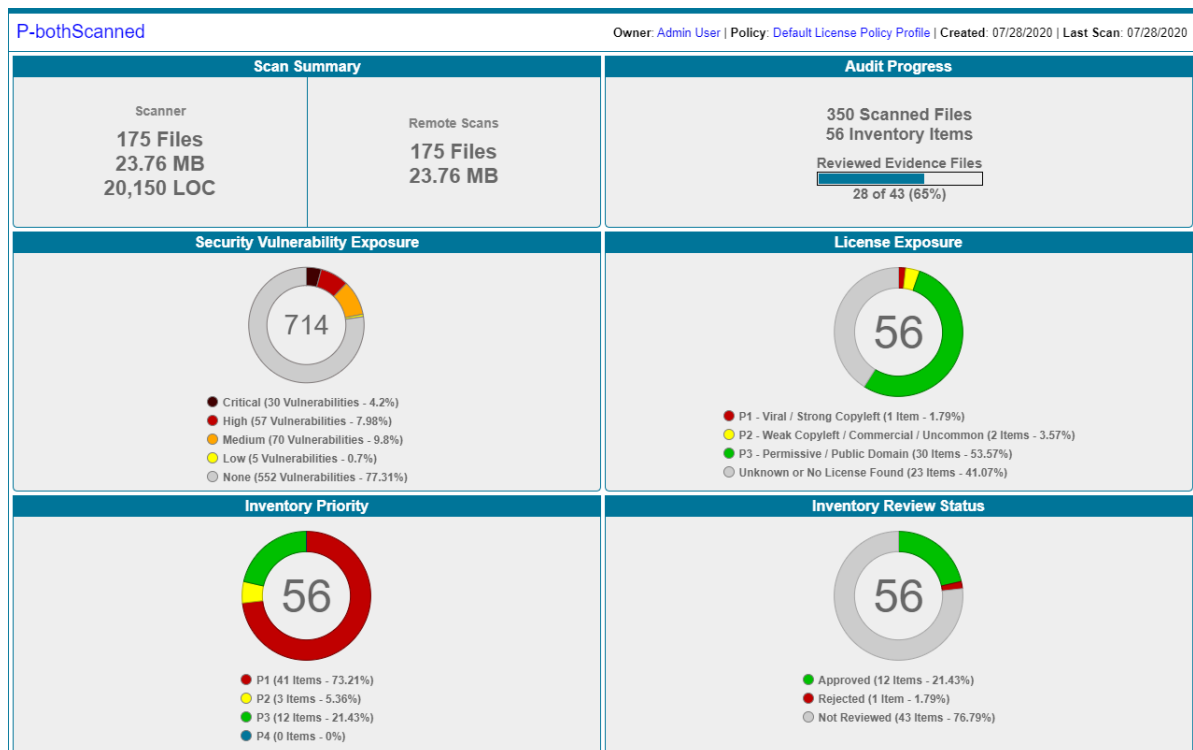 P-bothScanned
Owner: Admin User | Policy: Default License Policy Profile | Created: 07/28/2020 | Last Scan: 07/28/2020
Scan Summary
Scanner
175 Files
23.76 MB
20,150 LOC
Remote Scans
175 Files
23.76 MB
Audit Progress
350 Scanned Files
56 Inventory Items
Reviewed Evidence Files
28 of 43 (65%)
Security Vulnerability Exposure
714
Critical (30 Vulnerabilities - 4.2%)
High (57 Vulnerabilities - 7.98%)
Medium (70 Vulnerabilities - 9.8%)
Low (5 Vulnerabilities - 0.7%)
None (552 Vulnerabilities - 77.31%)
License Exposure
56
P1 - Viral / Strong Copyleft (1 Item - 1.79%)
P2 - Weak Copyleft / Commercial / Uncommon (2 Items - 3.57%)
P3 - Permissive / Public Domain (30 Items - 53.57%)
Unknown or No License Found (23 Items - 41.07%)
Inventory Priority
56
P1 (41 Items - 73.21%)
P2 (3 Items - 5.36%)
P3 (12 Items - 21.43%)
P4 (0 Items - 0%)
Inventory Review Status
56
Approved (12 Items - 21.43%)
Rejected (1 Item - 1.79%)
Not Reviewed (43 Items - 76.79%)